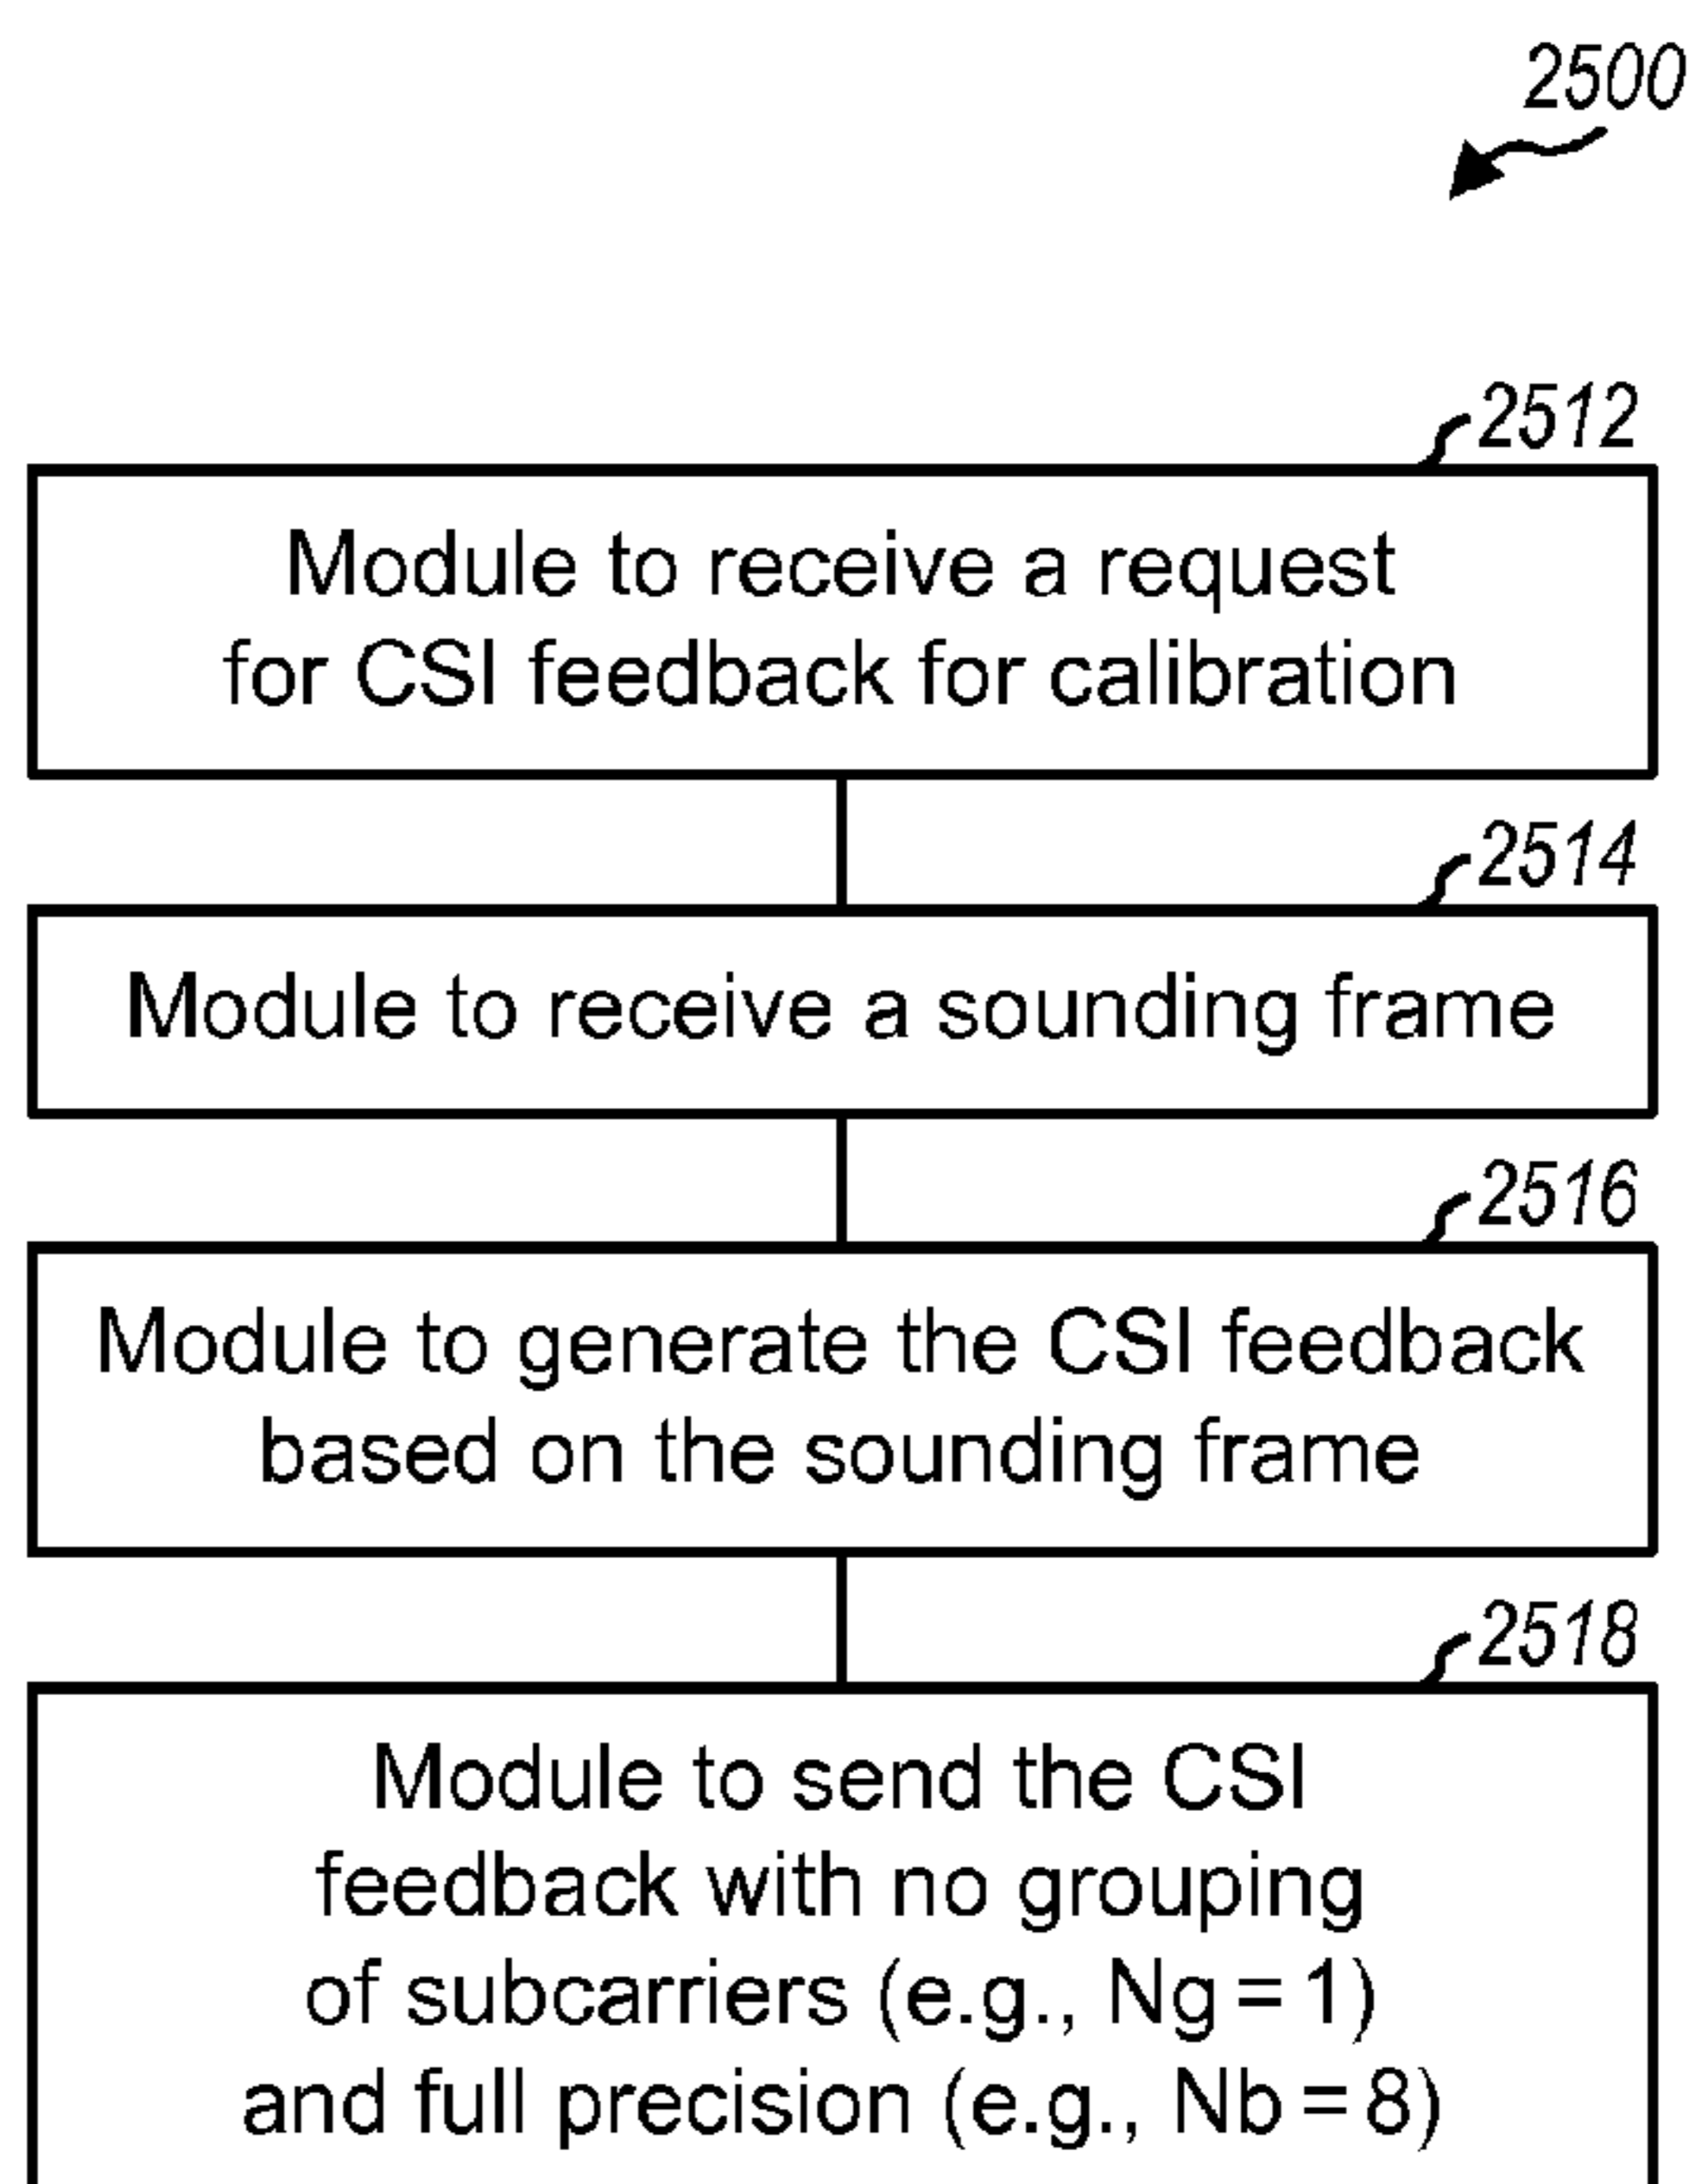 2500
2512
Module to receive a request
for CSI feedback for calibration
2514
Module to receive a sounding frame
2516
Module to generate the CSI feedback
based on the sounding frame
2518
Module to send the CSI
feedback with no grouping
of subcarriers (e.g., Ng = 1)
and full precision (e.g., Nb = 8)